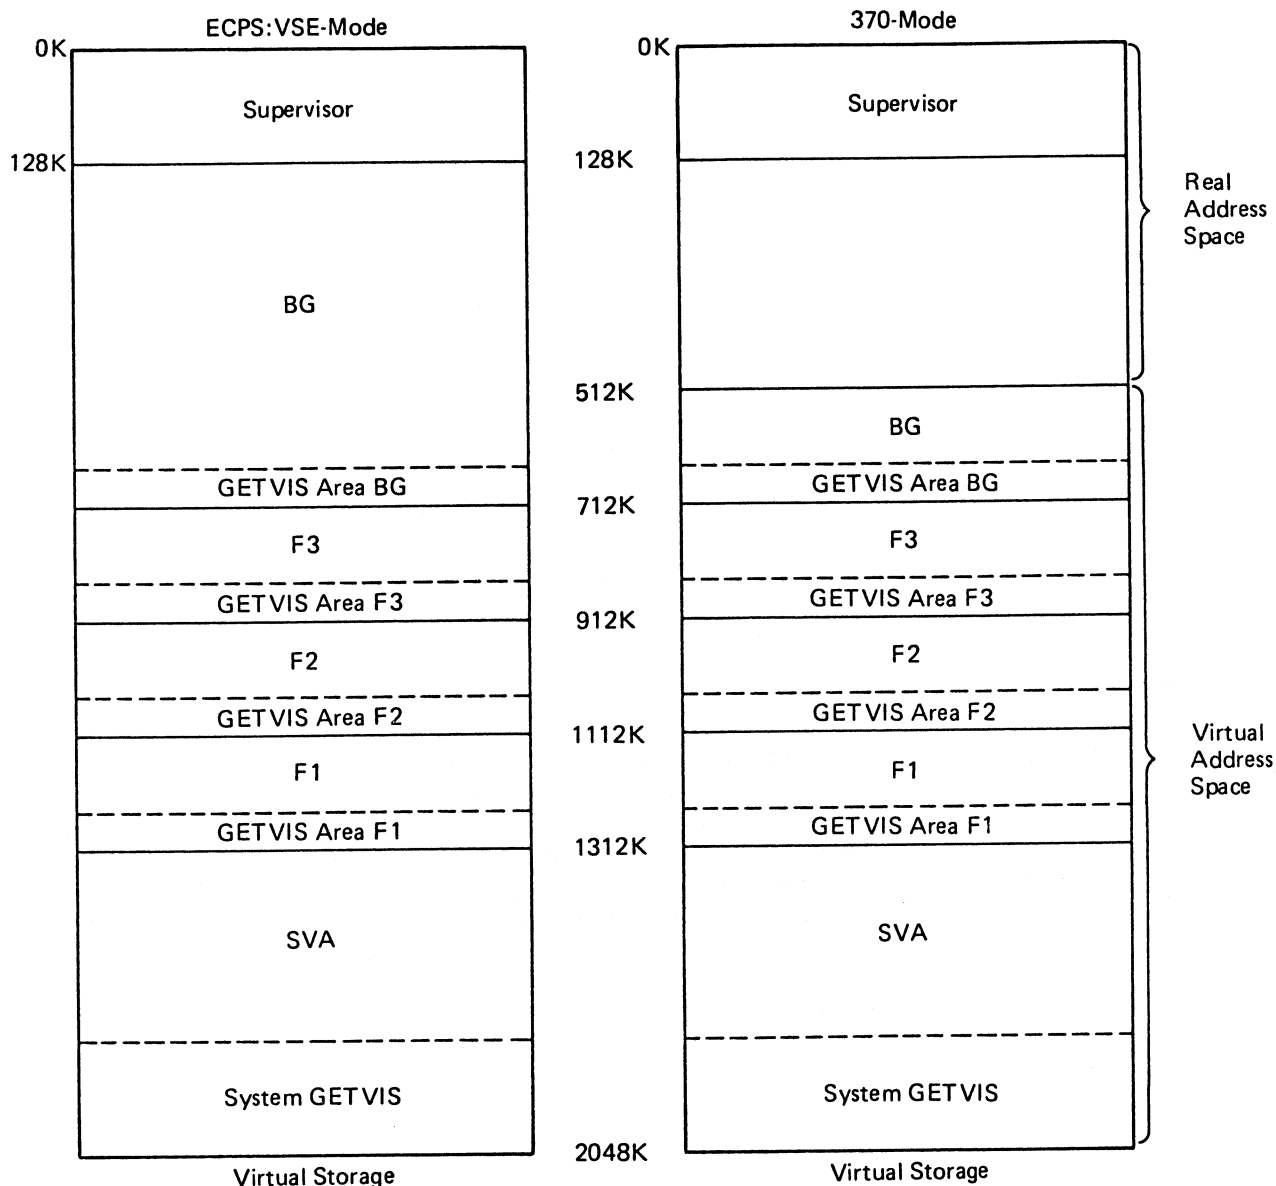 ECPS:VSE-Mode
370-Mode
0K
0K
Supervisor
Supervisor
128K
128K
Real
Address
Space
BG
512K
BG
GETVIS Area BG
GETVIS Area BG
712K
F3
F3
GETVIS Area F3
GETVIS Area F3
912K
F2
F2
GETVIS Area F2
GETVIS Area F2
1112K
Virtual
Address
Space
F1
F1
GETVIS Area F1
GETVIS Area F1
1312K
SVA
SVA
System GETVIS
System GETVIS
2048K
Virtual Storage
Virtual Storage